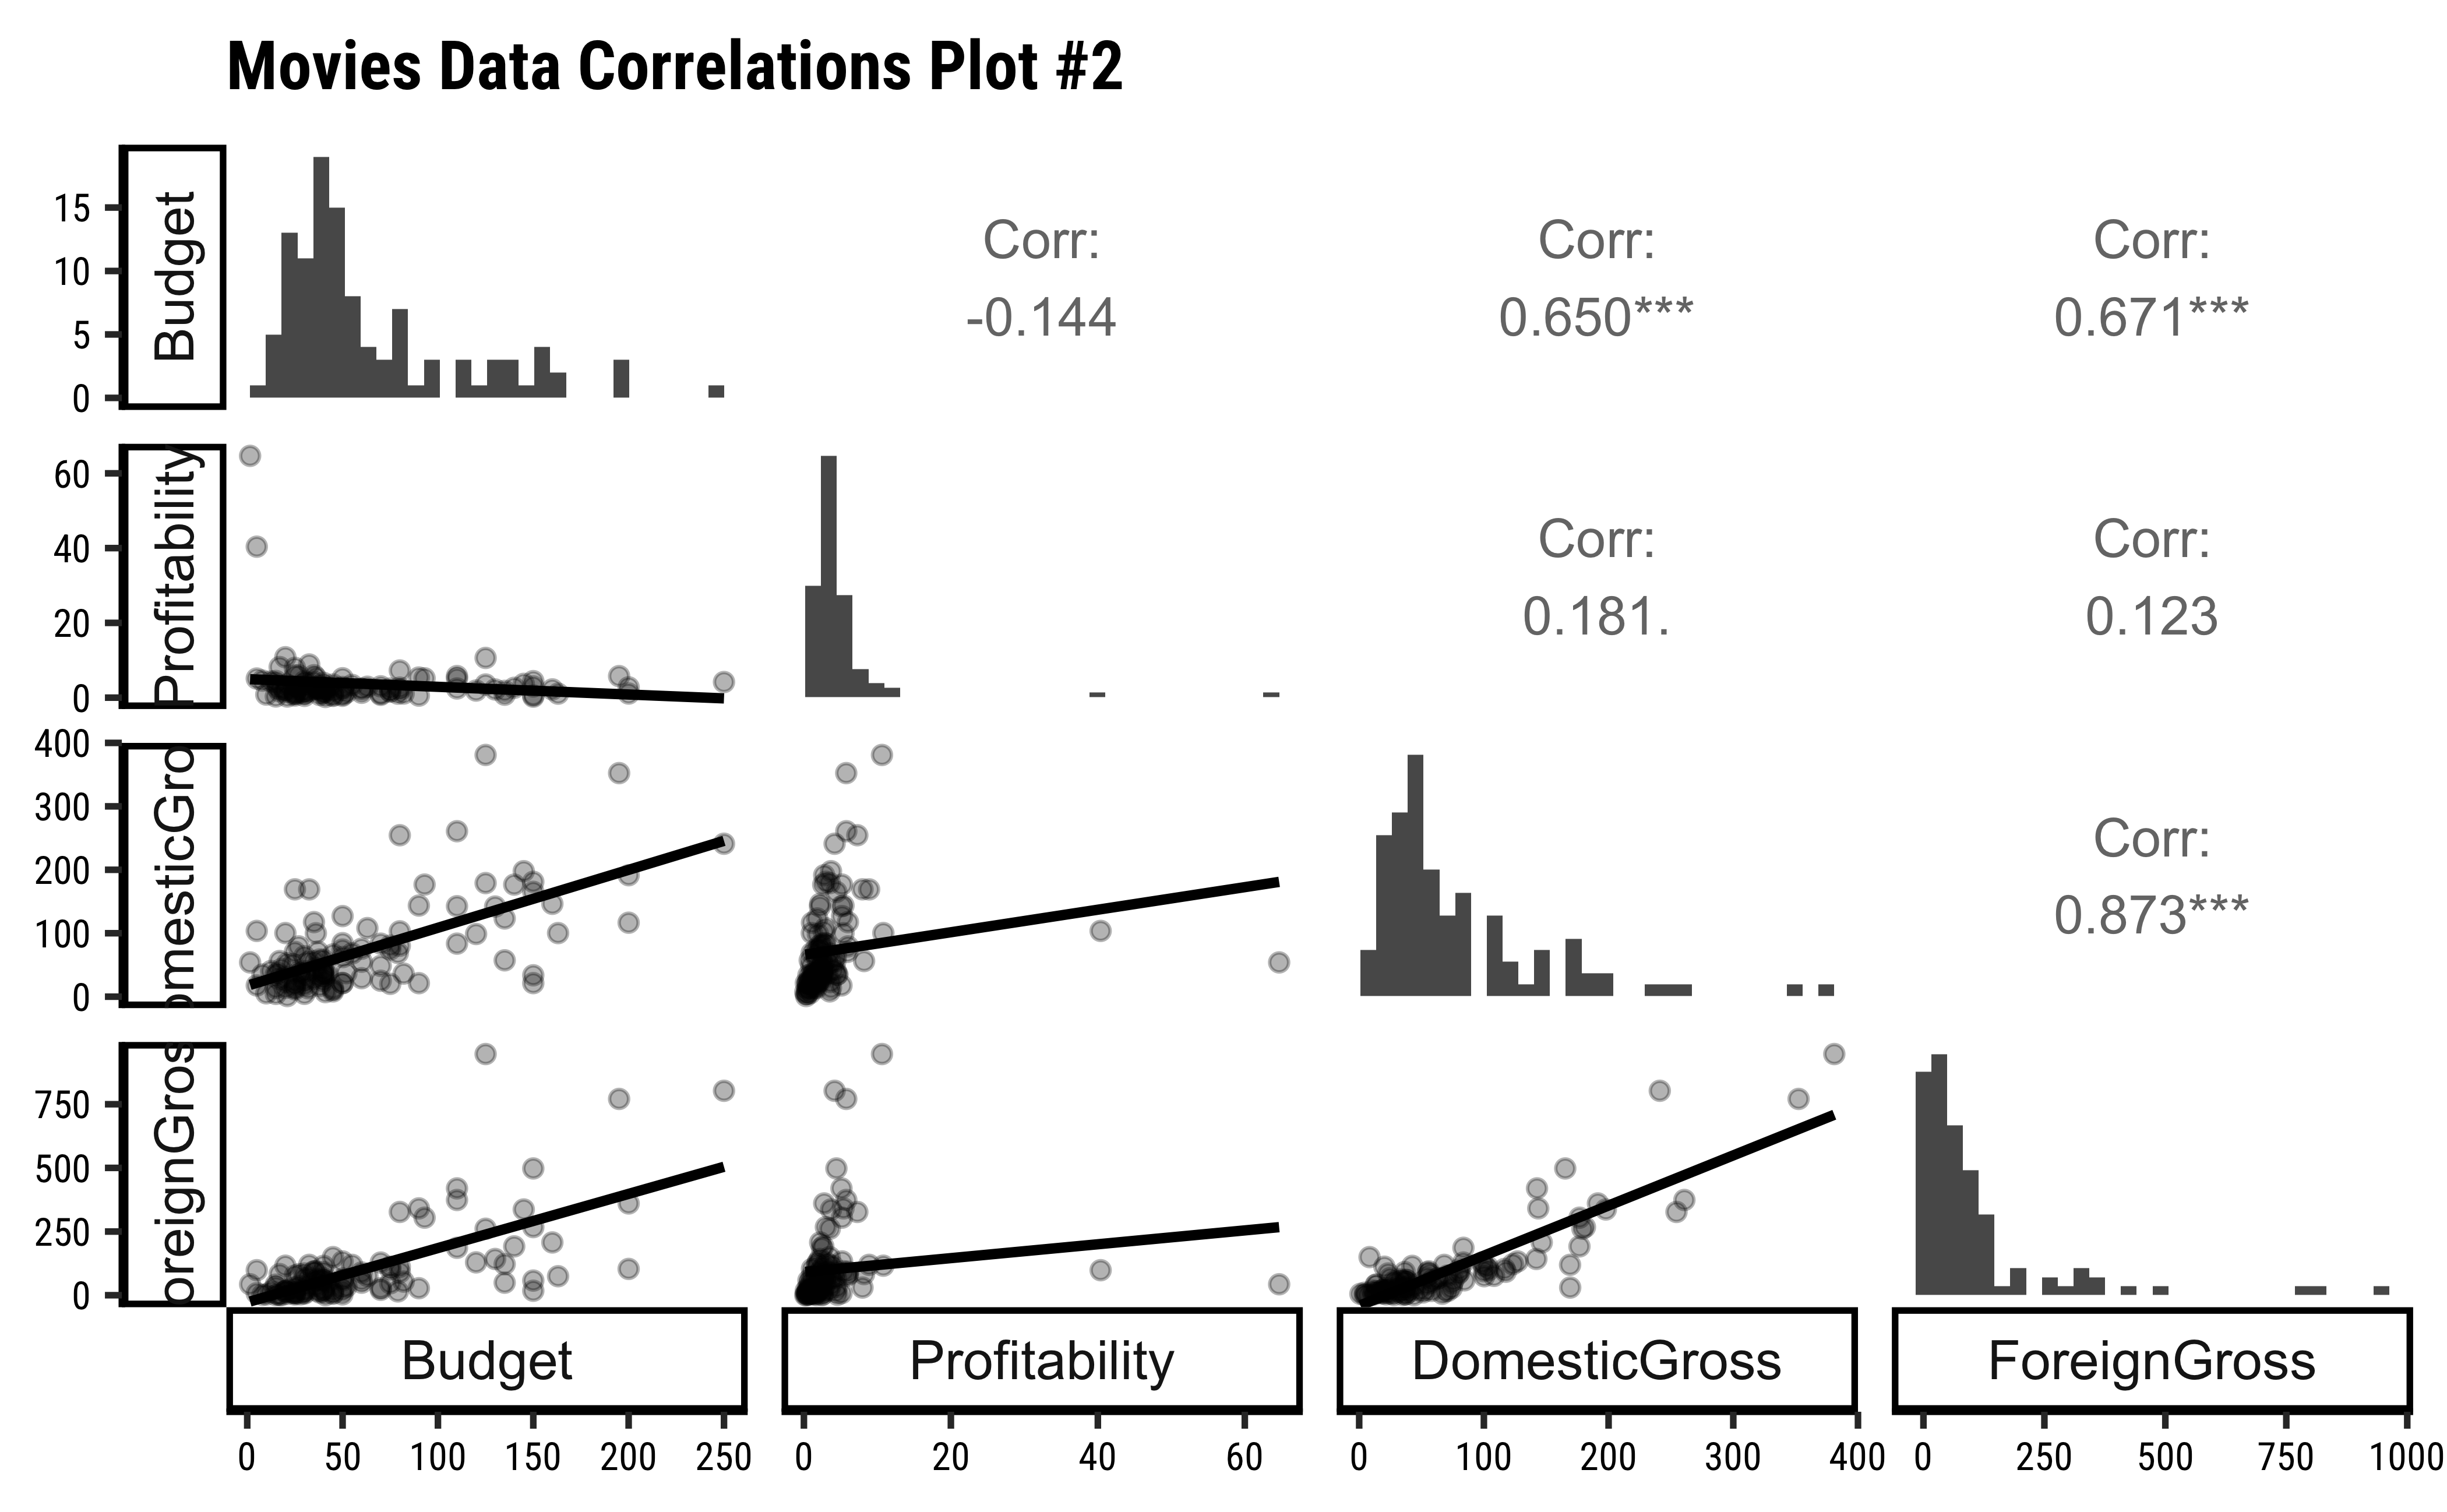 Movies Data Correlations Plot #2
Budget
15
10
5
0
Corr:
-0.144
Corr:
0.650***
Corr:
0.671***
Profitability
60
40
20
0
Corr:
0.181.
Corr:
0.123
omesticGro
400
300
200
100
0
Corr:
0.873***
oreignGros
750
500
250
0
Budget
Profitability
DomesticGross
ForeignGross
0 50 100 150 200 250
0 20 40 60
0 100 200 300 400
0 250 500 750 1000